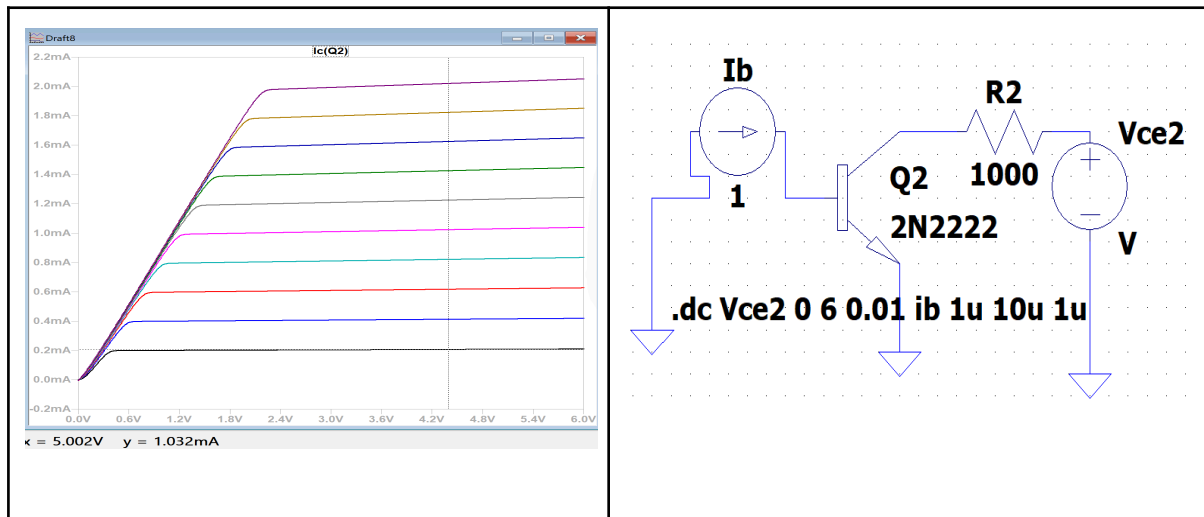 Draft8
Ic(Q2)
2.2mA
2.0mA
1.8mA
1.6mA
1.4mA
1.2mA
1.0mA
0.8mA
0.6mA
0.4mA
0.2mA
0.0mA
-0.2mA
0.0V 0.6V 1.2V 1.8V 2.4V 3.0V 3.6V 4.2V 4.8V 5.4V 6.0V
x = 5.002V y = 1.032mA
Ib
1
R2
1000
Q2
2N2222
Vce2
+
−
V
.dc Vce2 0 6 0.01 ib 1u 10u 1u